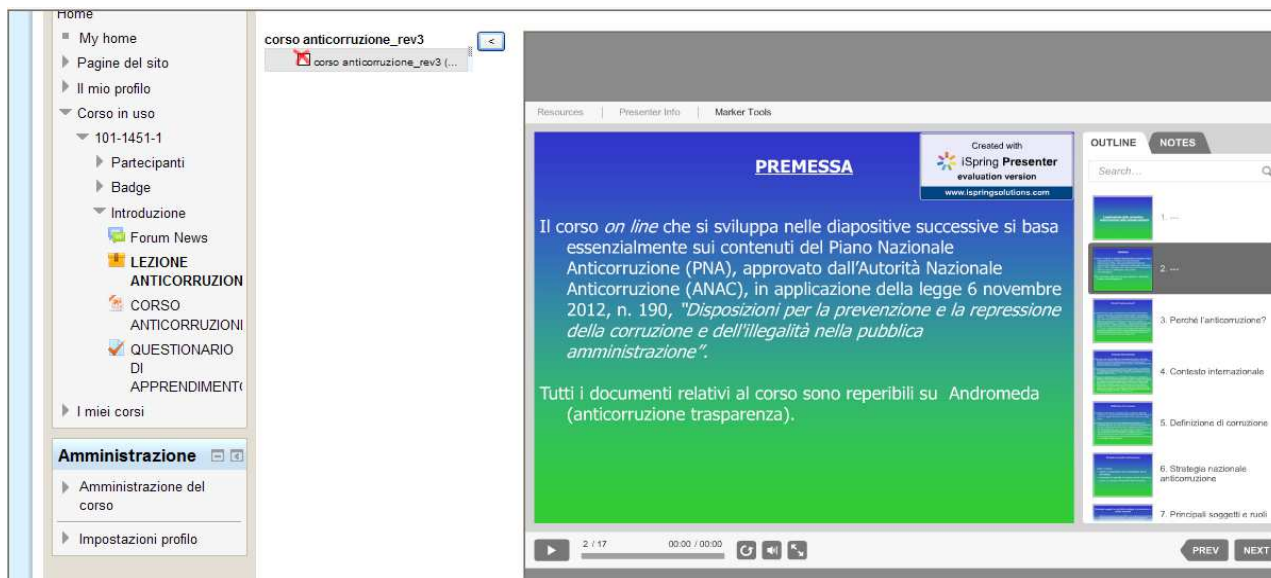 Home
My home
Pagine del sito
Il mio profilo
Corso in uso
101-1451-1
Partecipanti
Badge
Introduzione
Forum News
LEZIONE
ANTICORRUZION
CORSO
ANTICORRUZIONI
QUESTIONARIO
DI
APPRENDIMENTO
I miei corsi
Amministrazione
Amministrazione del
corso
Impostazioni profilo
corso anticorruzione_rev3
<
corso anticorruzione_rev3 (...
Resources | Presenter Info | Marker Tools
PREMESSA
Created with
iSpring Presenter
evaluation version
www.ispringsolutions.com
Il corso on line che si sviluppa nelle diapositive successive si basa
essenzialmente sui contenuti del Piano Nazionale
Anticorruzione (PNA), approvato dall'Autorità Nazionale
Anticorruzione (ANAC), in applicazione della legge 6 novembre
2012, n. 190, "Disposizioni per la prevenzione e la repressione
della corruzione e dell'illegalità nella pubblica
amministrazione".
Tutti i documenti relativi al corso sono reperibili su Andromeda
(anticorruzione trasparenza).
2 / 17
00:00 / 00:00
OUTLINE
NOTES
Search...
1. ---
2. ---
3. Perché l'anticorruzione?
4. Contesto internazionale
5. Definizione di corruzione
6. Strategia nazionale
anticorruzione
7. Principali soggetti e ruoli
PREV
NEXT